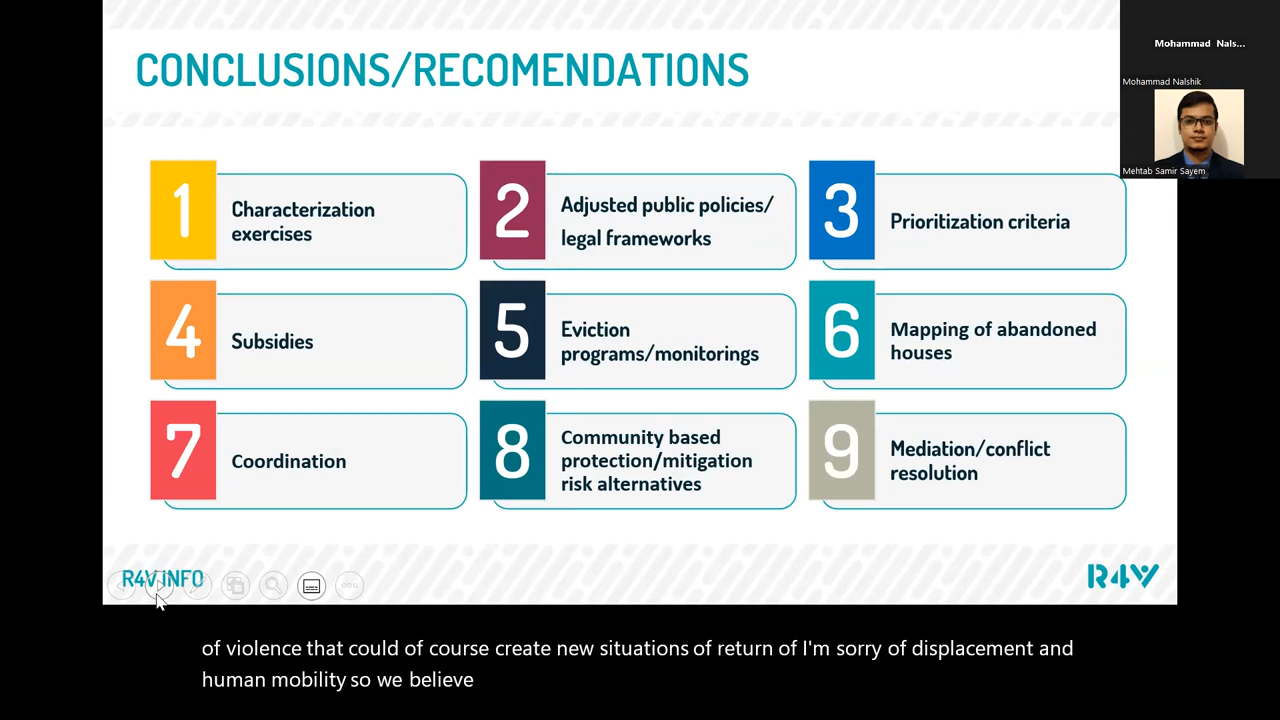 CONCLUSIONS/RECOMENDATIONS
Mohammad Nals...
Mohammad Nalshik
Mehtab Samir Sayem
1
Characterization
exercises
2
Adjusted public policies/
legal frameworks
3
Prioritization criteria
4
Subsidies
5
Eviction
programs/monitorings
6
Mapping of abandoned
houses
7
Coordination
8
Community based
protection/mitigation
risk alternatives
9
Mediation/conflict
resolution
R4V.INFO
R4V
of violence that could of course create new situations of return of I'm sorry of displacement and
human mobility so we believe